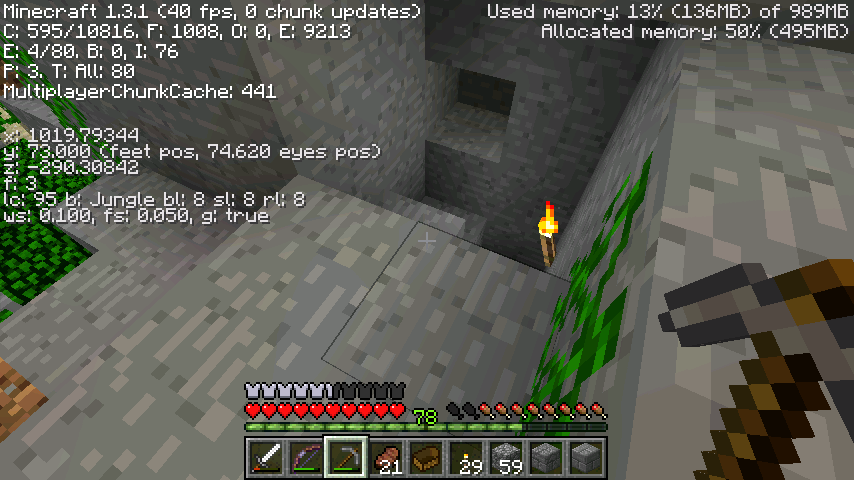 Minecraft 1.3.1 (40 fps, 0 chunk updates)
Used memory: 13% (136MB) of 989MB
C: 595/10816. F: 1008, O: 0, E: 9213
Allocated memory: 50% (495MB)
E: 4/80. B: 0, I: 76
P: 3. T: All: 80
MultiplayerChunkCache: 441
x: 1019.79344
y: 73.000 (feet pos, 74.620 eyes pos)
z: -290.30842
f: 3
lc: 95 b: Jungle bl: 8 sl: 8 rl: 8
ws: 0.100, fs: 0.050, g: true
78
21
29
59